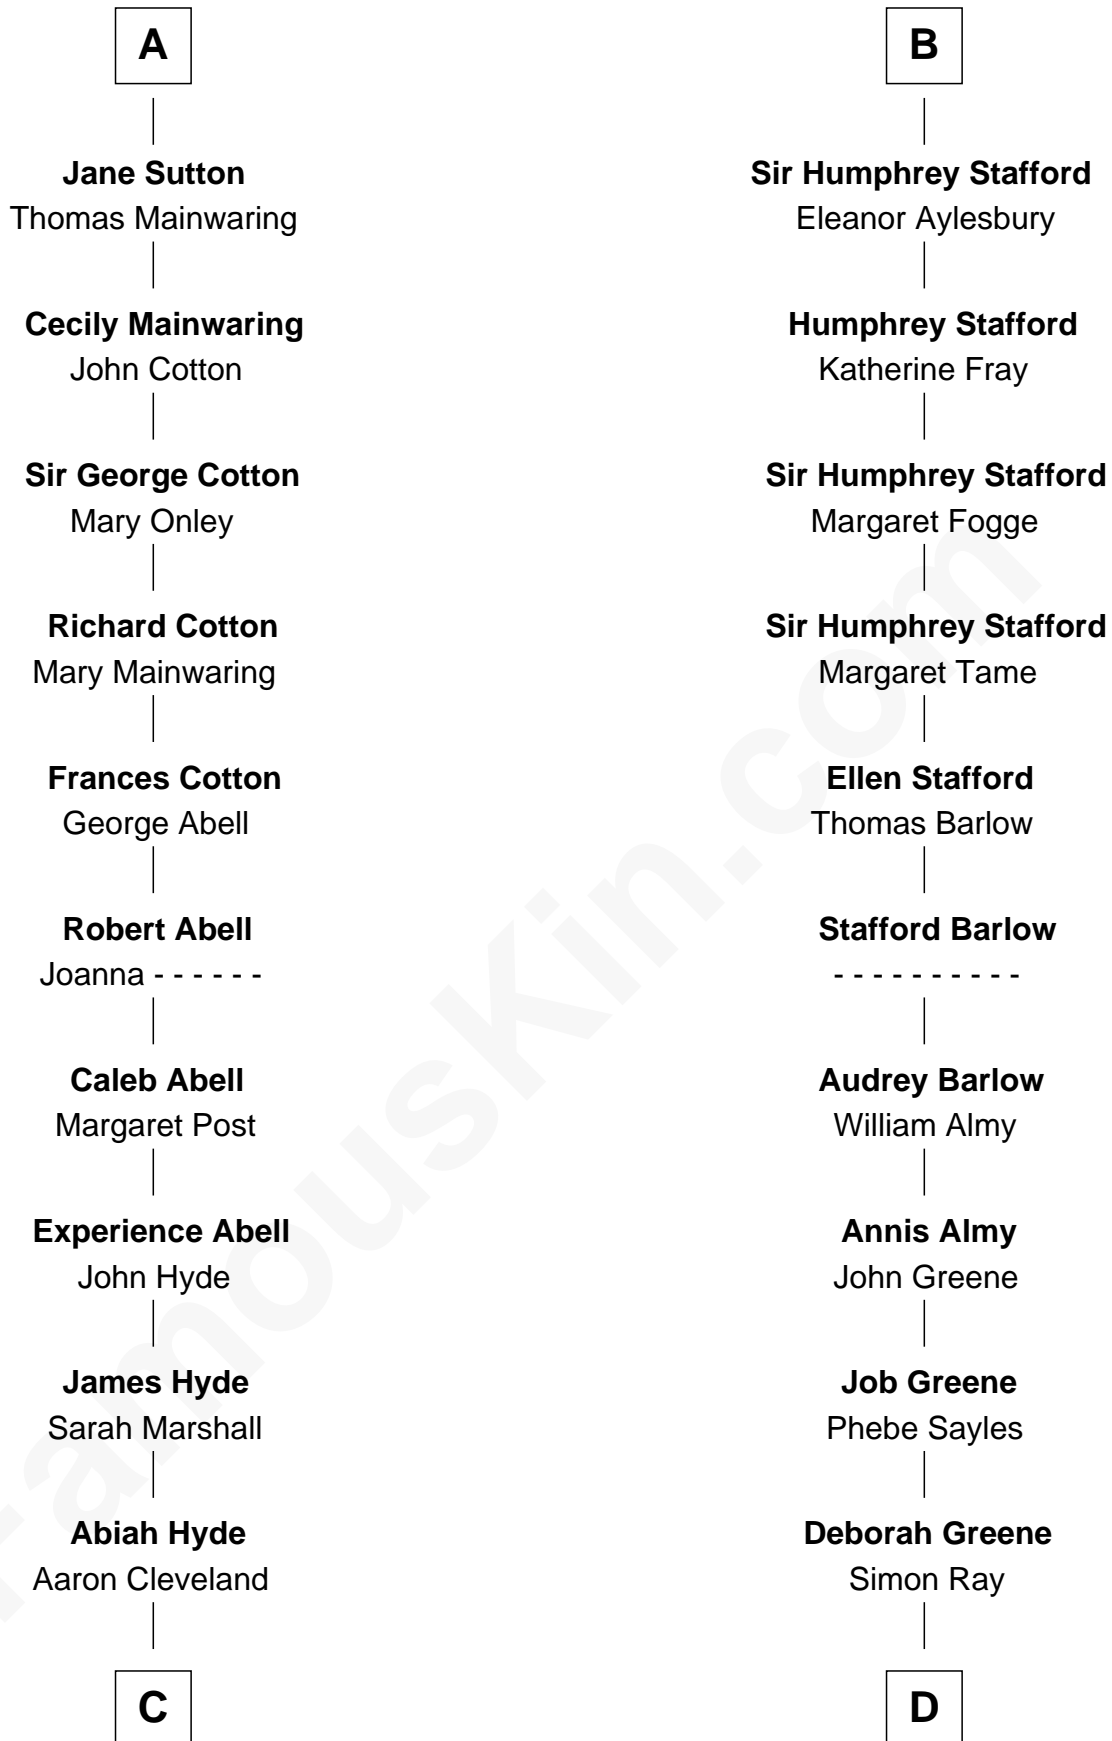 A
Jane Sutton
Thomas Mainwaring
Cecily Mainwaring
John Cotton
Sir George Cotton
Mary Onley
Richard Cotton
Mary Mainwaring
Frances Cotton
George Abell
Robert Abell
Joanna - - - - - -
Caleb Abell
Margaret Post
Experience Abell
John Hyde
James Hyde
Sarah Marshall
Abiah Hyde
Aaron Cleveland
C
B
Sir Humphrey Stafford
Eleanor Aylesbury
Humphrey Stafford
Katherine Fray
Sir Humphrey Stafford
Margaret Fogge
Sir Humphrey Stafford
Margaret Tame
Ellen Stafford
Thomas Barlow
Stafford Barlow
- - - - - - - - - -
Audrey Barlow
William Almy
Annis Almy
John Greene
Job Greene
Phebe Sayles
Deborah Greene
Simon Ray
D
FamousKin.com